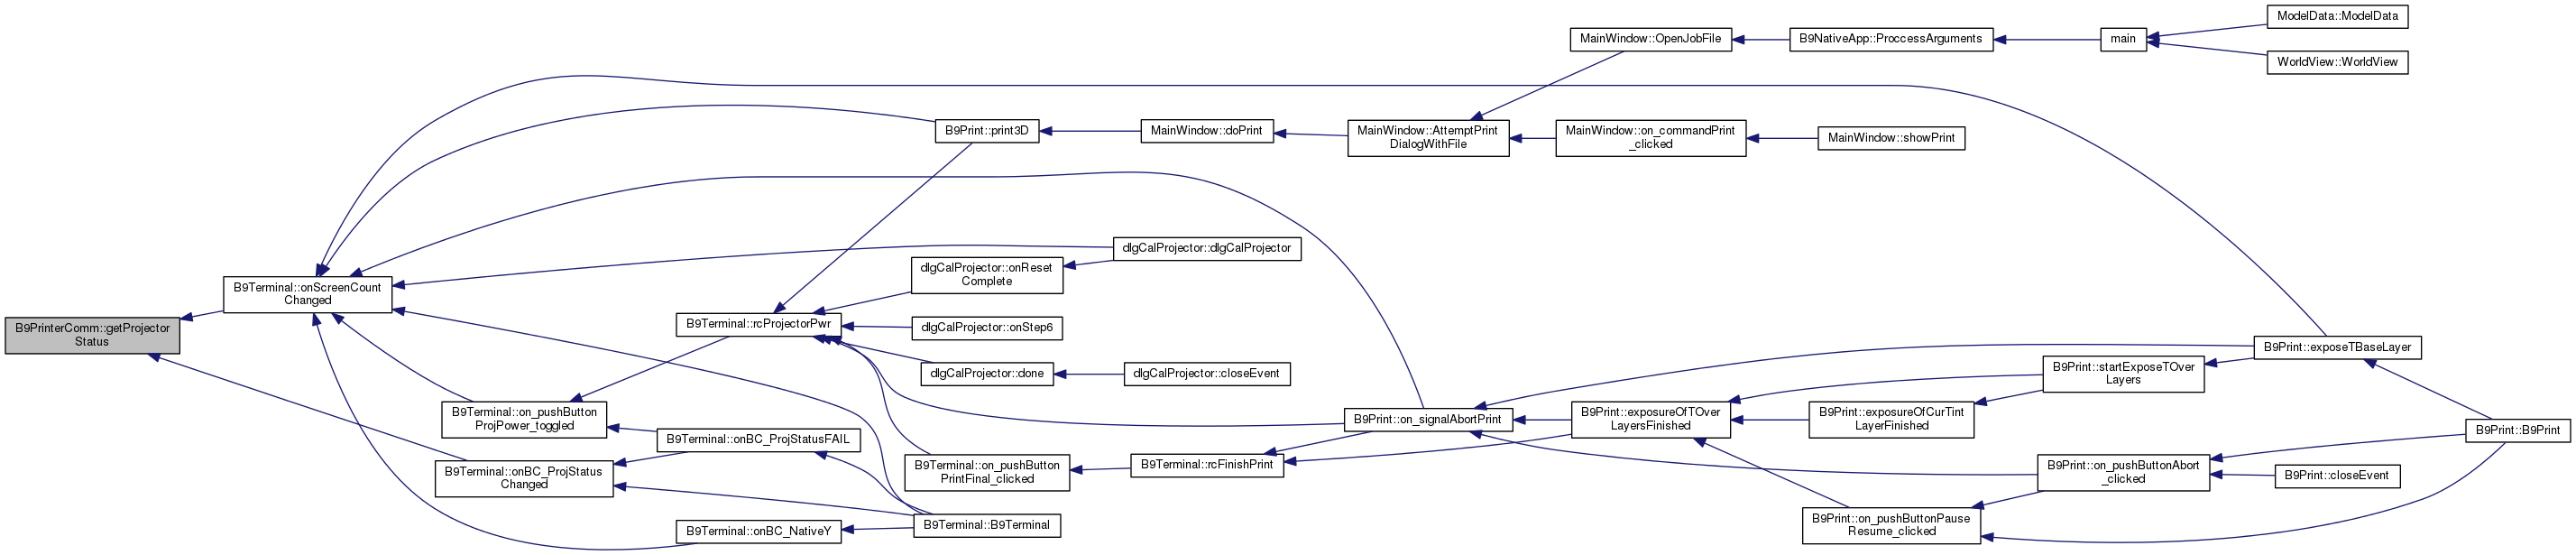 B9PrinterComm::getProjector
Status
B9Terminal::onScreenCount
Changed
B9Terminal::on_pushButton
ProjPower_toggled
B9Terminal::onBC_ProjStatus
Changed
B9Terminal::rcProjectorPwr
B9Terminal::onBC_ProjStatusFAIL
B9Terminal::onBC_NativeY
B9Print::print3D
dlgCalProjector::onReset
Complete
dlgCalProjector::onStep6
dlgCalProjector::done
B9Terminal::on_pushButton
PrintFinal_clicked
B9Terminal::B9Terminal
MainWindow::doPrint
dlgCalProjector::dlgCalProjector
dlgCalProjector::closeEvent
B9Terminal::rcFinishPrint
MainWindow::AttemptPrint
DialogWithFile
B9Print::on_signalAbortPrint
MainWindow::OpenJobFile
MainWindow::on_commandPrint
_clicked
B9Print::exposureOfTOver
LayersFinished
B9NativeApp::ProccessArguments
MainWindow::showPrint
B9Print::exposureOfCurTint
LayerFinished
B9Print::on_pushButtonPause
Resume_clicked
main
B9Print::startExposeTOver
Layers
B9Print::on_pushButtonAbort
_clicked
ModelData::ModelData
WorldView::WorldView
B9Print::exposeTBaseLayer
B9Print::closeEvent
B9Print::B9Print